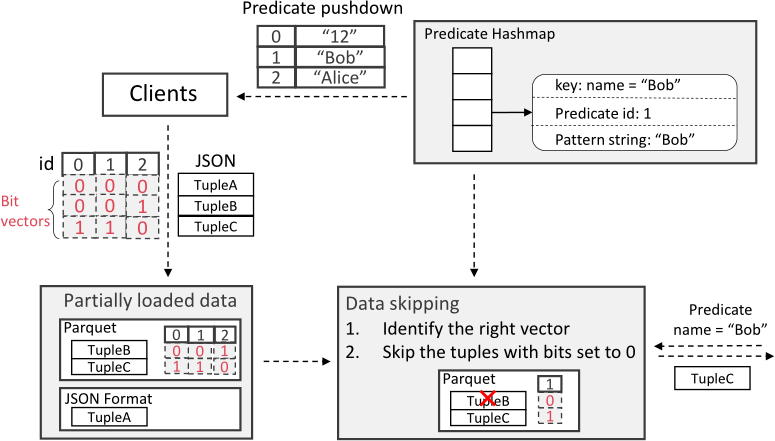 Predicate pushdown
0 “12”
1 “Bob”
2 “Alice”
Predicate Hashmap
key: name = “Bob”
Predicate id: 1
Pattern string: “Bob”
Clients
id 0 1 2
JSON
Bit vectors
0 0 0
TupleA
0 0 1
TupleB
1 1 0
TupleC
Partially loaded data
Parquet
0 1 2
TupleB 0 0 1
TupleC 1 1 0
JSON Format
TupleA
Data skipping
1. Identify the right vector
2. Skip the tuples with bits set to 0
Parquet
1
TupleB 0
TupleC 1
Predicate
name = “Bob”
TupleC